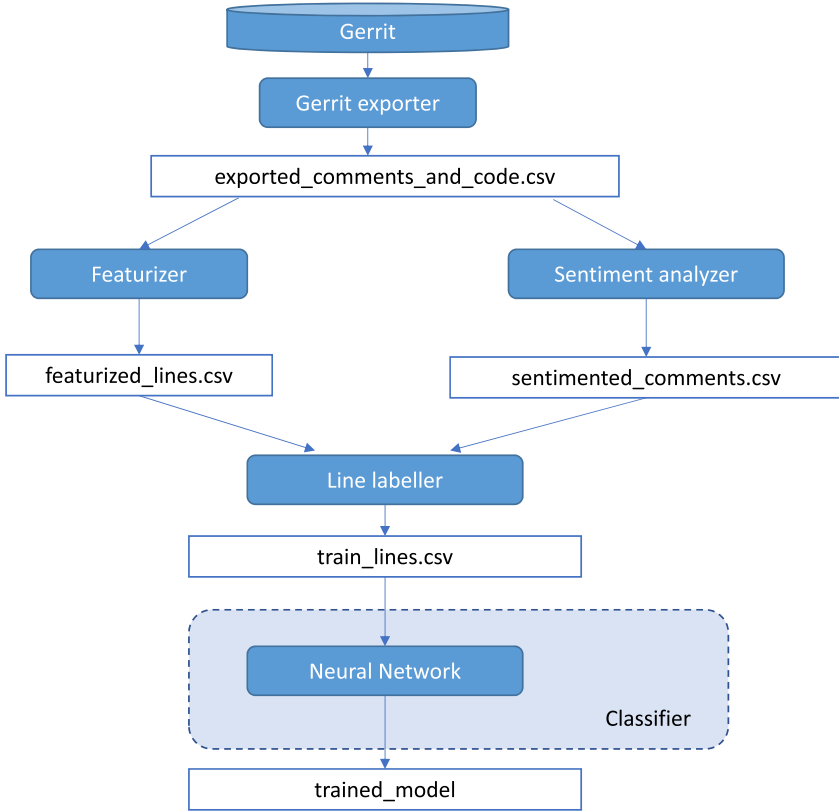 Gerrit
Gerrit exporter
exported_comments_and_code.csv
Featurizer
Sentiment analyzer
featurized_lines.csv
sentimented_comments.csv
Line labeller
train_lines.csv
Neural Network
Classifier
trained_model